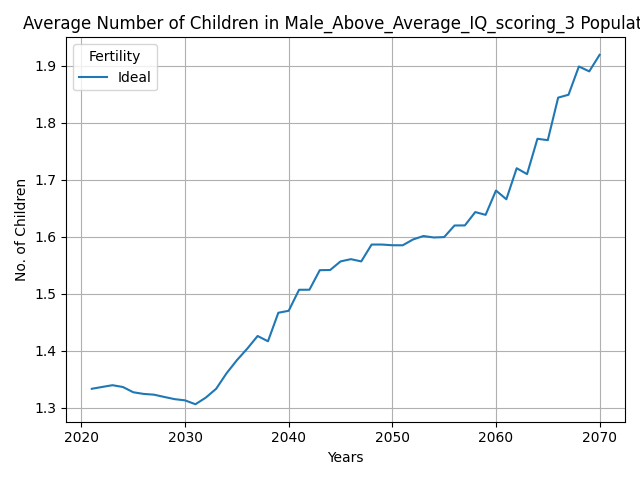 Average Number of Children in Male_Above_Average_IQ_scoring_3 Populat
Fertility
Ideal
No. of Children
1.9
1.8
1.7
1.6
1.5
1.4
1.3
2020 2030 2040 2050 2060 2070
Years